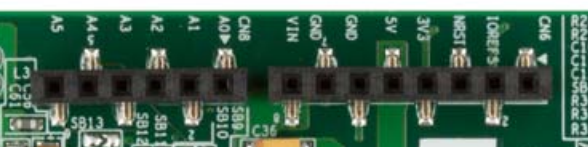 A5 A4 A3 A2 A1 A0 CN8 VIN GND GND 5V 3V3 NRST IOREF CN6
L3
SB13
SB12
SB11
SB10
SB9
C36